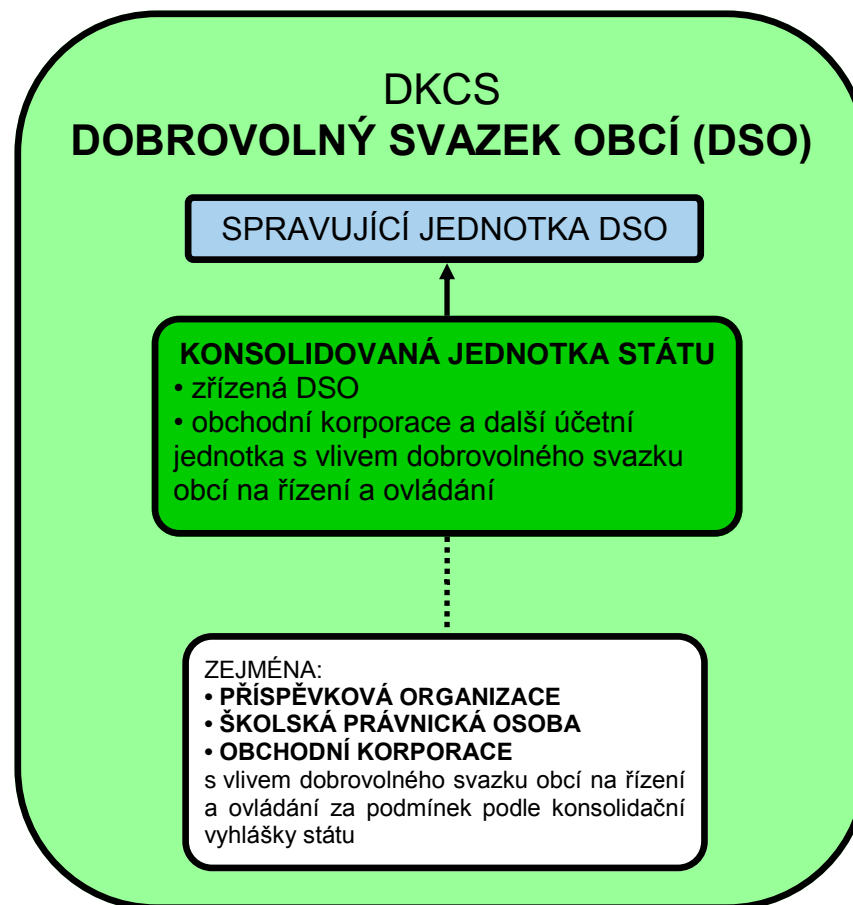 DKCS
DOBROVOLNÝ SVAZEK OBCÍ (DSO)
SPRAVUJÍCÍ JEDNOTKA DSO
KONSOLIDOVANÁ JEDNOTKA STÁTU
• zřízená DSO
• obchodní korporace a další účetní
jednotka s vlivem dobrovolného svazku
obcí na řízení a ovládání
ZEJMÉNA:
• PŘÍSPĚVKOVÁ ORGANIZACE
• ŠKOLSKÁ PRÁVNICKÁ OSOBA
• OBCHODNÍ KORPORACE
s vlivem dobrovolného svazku obcí na řízení
a ovládání za podmínek podle konsolidační
vyhlášky státu